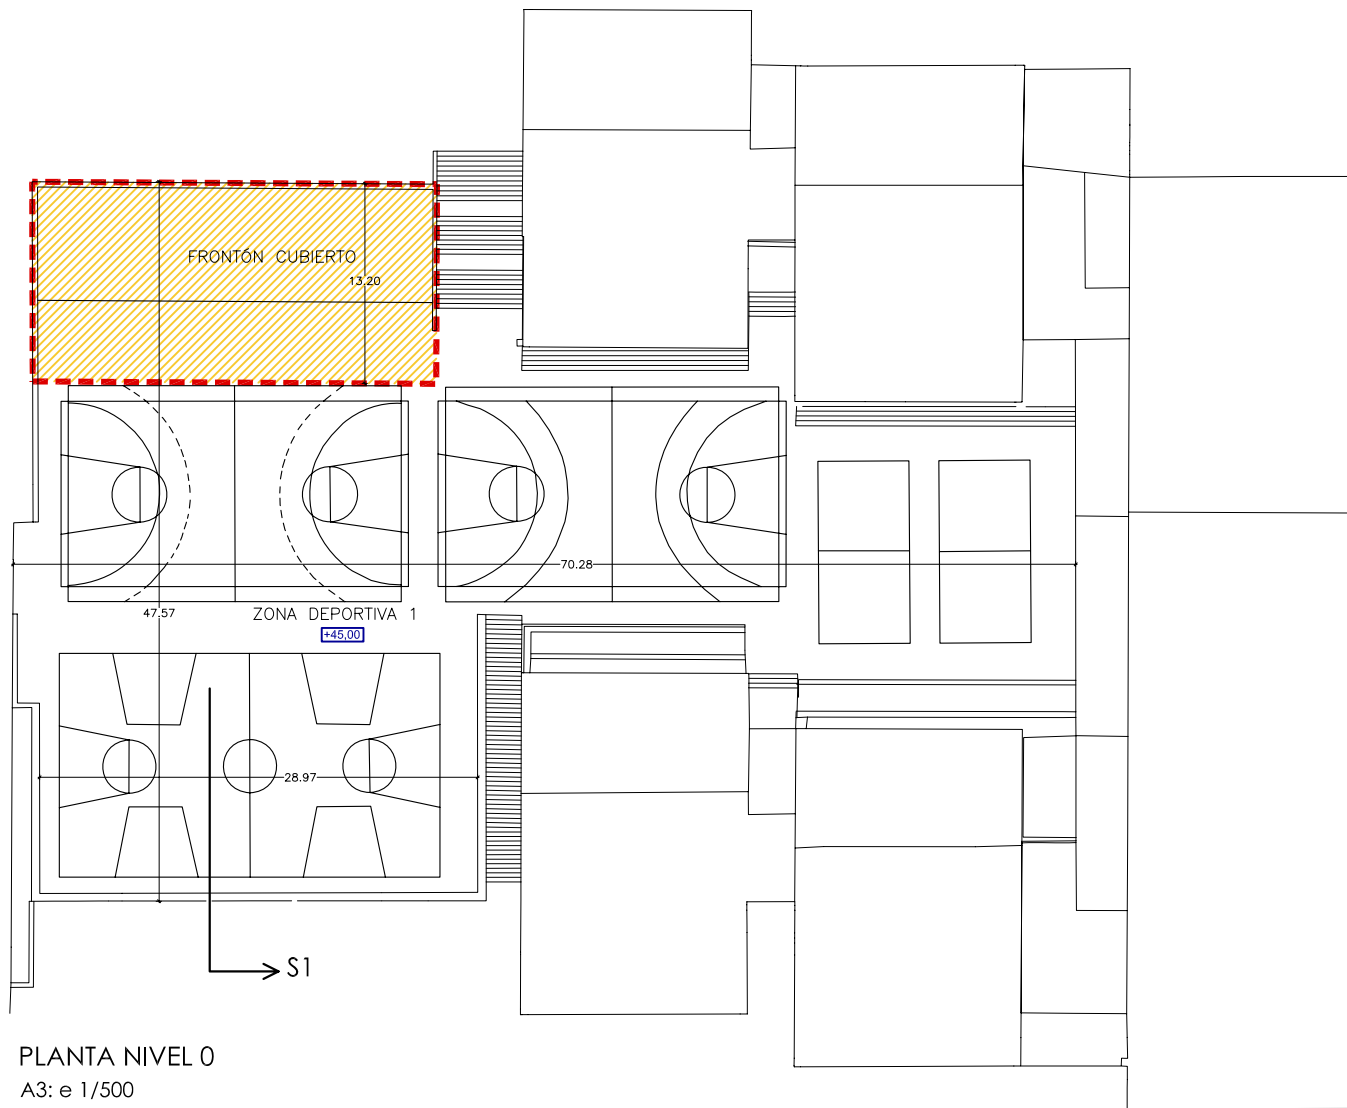 FRONTÓN CUBIERTO
13.20
70.28
47.57
ZONA DEPORTIVA 1
+45,00
28.97
S1
PLANTA NIVEL 0
A3: e 1/500